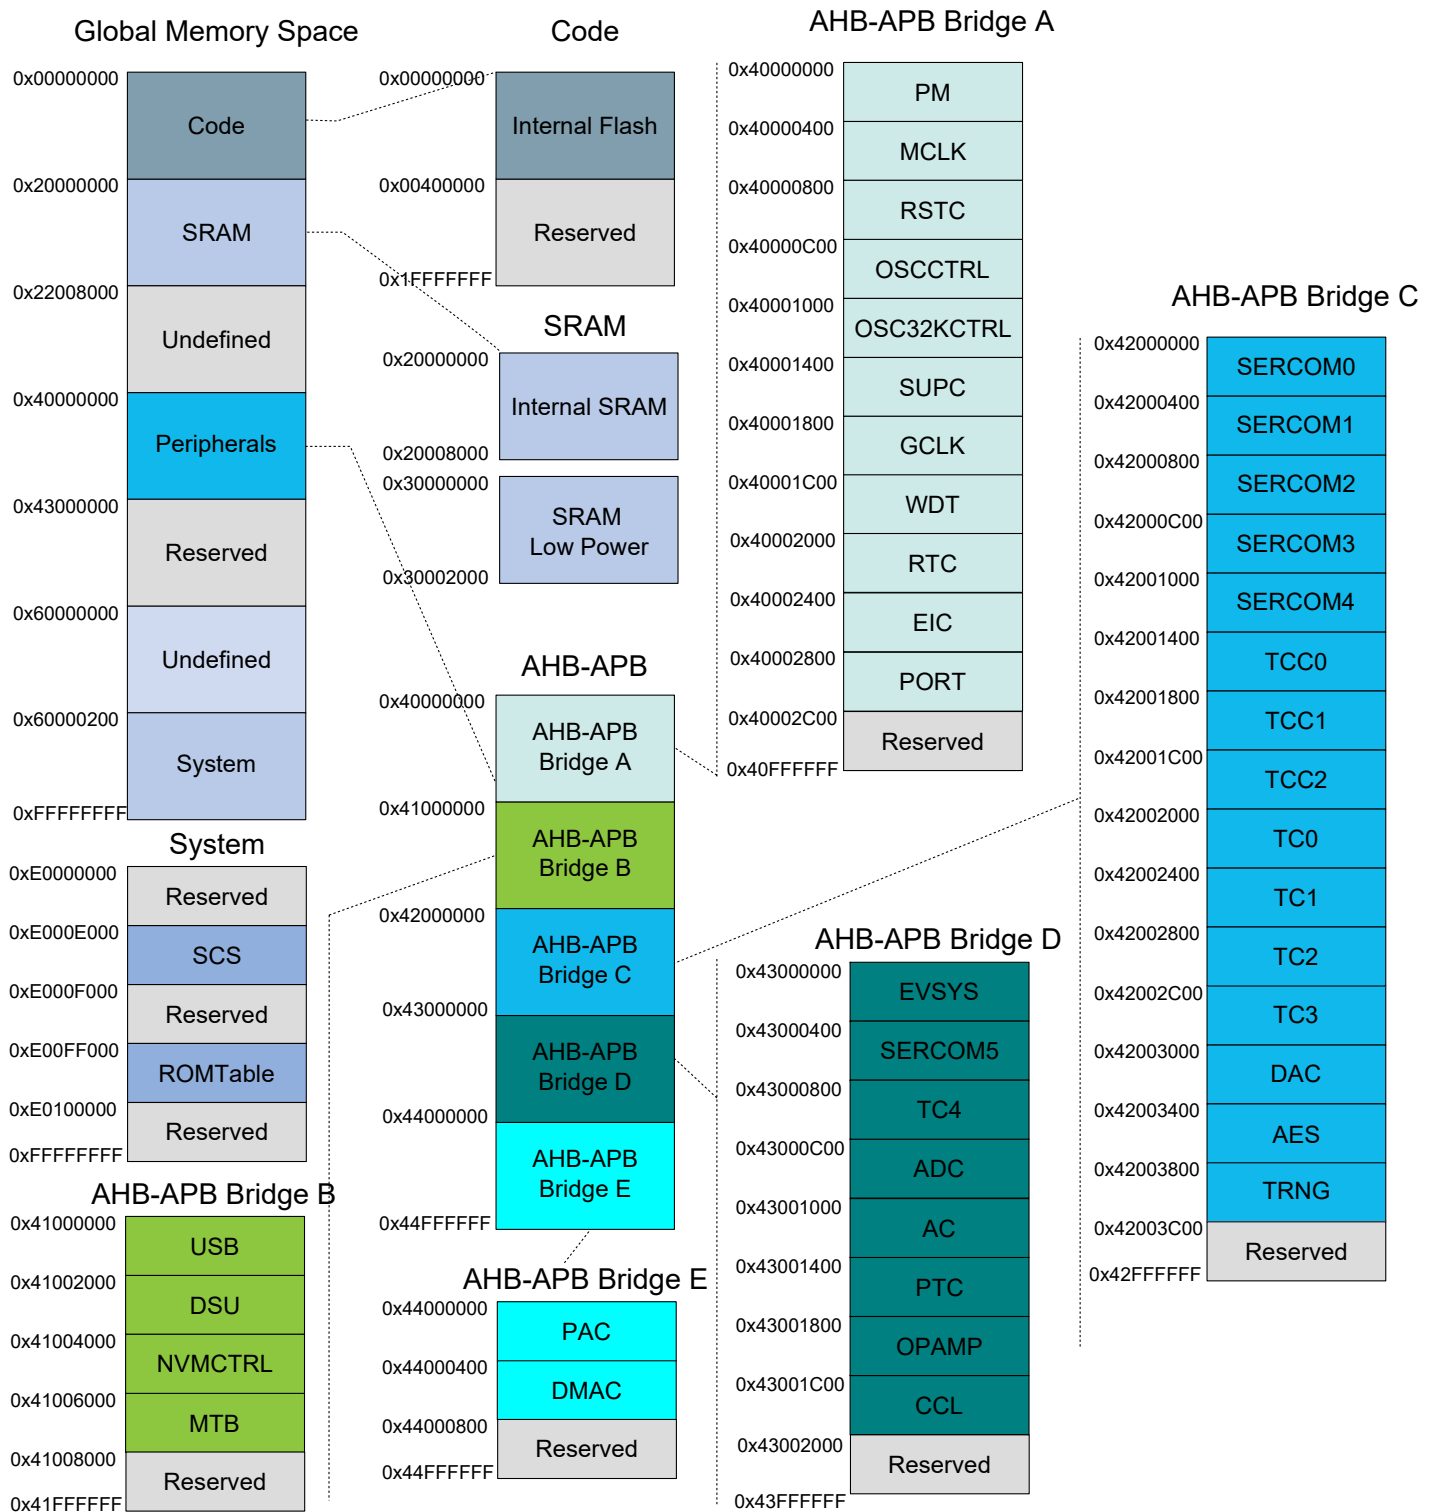 Global Memory Space
0x00000000
Code
0x20000000
SRAM
0x22008000
Undefined
0x40000000
Peripherals
0x43000000
Reserved
0x60000000
Undefined
0x60000200
System
0xFFFFFFFF
System
0xE0000000
Reserved
0xE000E000
SCS
0xE000F000
Reserved
0xE00FF000
ROMTable
0xE0100000
Reserved
0xFFFFFFFF
AHB-APB Bridge B
0x41000000
USB
0x41002000
DSU
0x41004000
NVMCTRL
0x41006000
MTB
0x41008000
Reserved
0x41FFFFFF
Code
0x00000000
Internal Flash
0x00400000
Reserved
0x1FFFFFFF
SRAM
0x20000000
Internal SRAM
0x20008000
0x30000000
SRAM
Low Power
0x30002000
AHB-APB
0x40000000
AHB-APB
Bridge A
0x41000000
AHB-APB
Bridge B
0x42000000
AHB-APB
Bridge C
0x43000000
AHB-APB
Bridge D
0x44000000
AHB-APB
Bridge E
0x44FFFFFF
AHB-APB Bridge E
0x44000000
PAC
0x44000400
DMAC
0x44000800
Reserved
0x44FFFFFF
AHB-APB Bridge A
0x40000000
PM
0x40000400
MCLK
0x40000800
RSTC
0x40000C00
OSCCTRL
0x40001000
OSC32KCTRL
0x40001400
SUPC
0x40001800
GCLK
0x40001C00
WDT
0x40002000
RTC
0x40002400
EIC
0x40002800
PORT
0x40002C00
Reserved
0x40FFFFFF
AHB-APB Bridge D
0x43000000
EVSYS
0x43000400
SERCOM5
0x43000800
TC4
0x43000C00
ADC
0x43001000
AC
0x43001400
PTC
0x43001800
OPAMP
0x43001C00
CCL
0x43002000
Reserved
0x43FFFFFF
AHB-APB Bridge C
0x42000000
SERCOM0
0x42000400
SERCOM1
0x42000800
SERCOM2
0x42000C00
SERCOM3
0x42001000
SERCOM4
0x42001400
TCC0
0x42001800
TCC1
0x42001C00
TCC2
0x42002000
TC0
0x42002400
TC1
0x42002800
TC2
0x42002C00
TC3
0x42003000
DAC
0x42003400
AES
0x42003800
TRNG
0x42003C00
Reserved
0x42FFFFFF